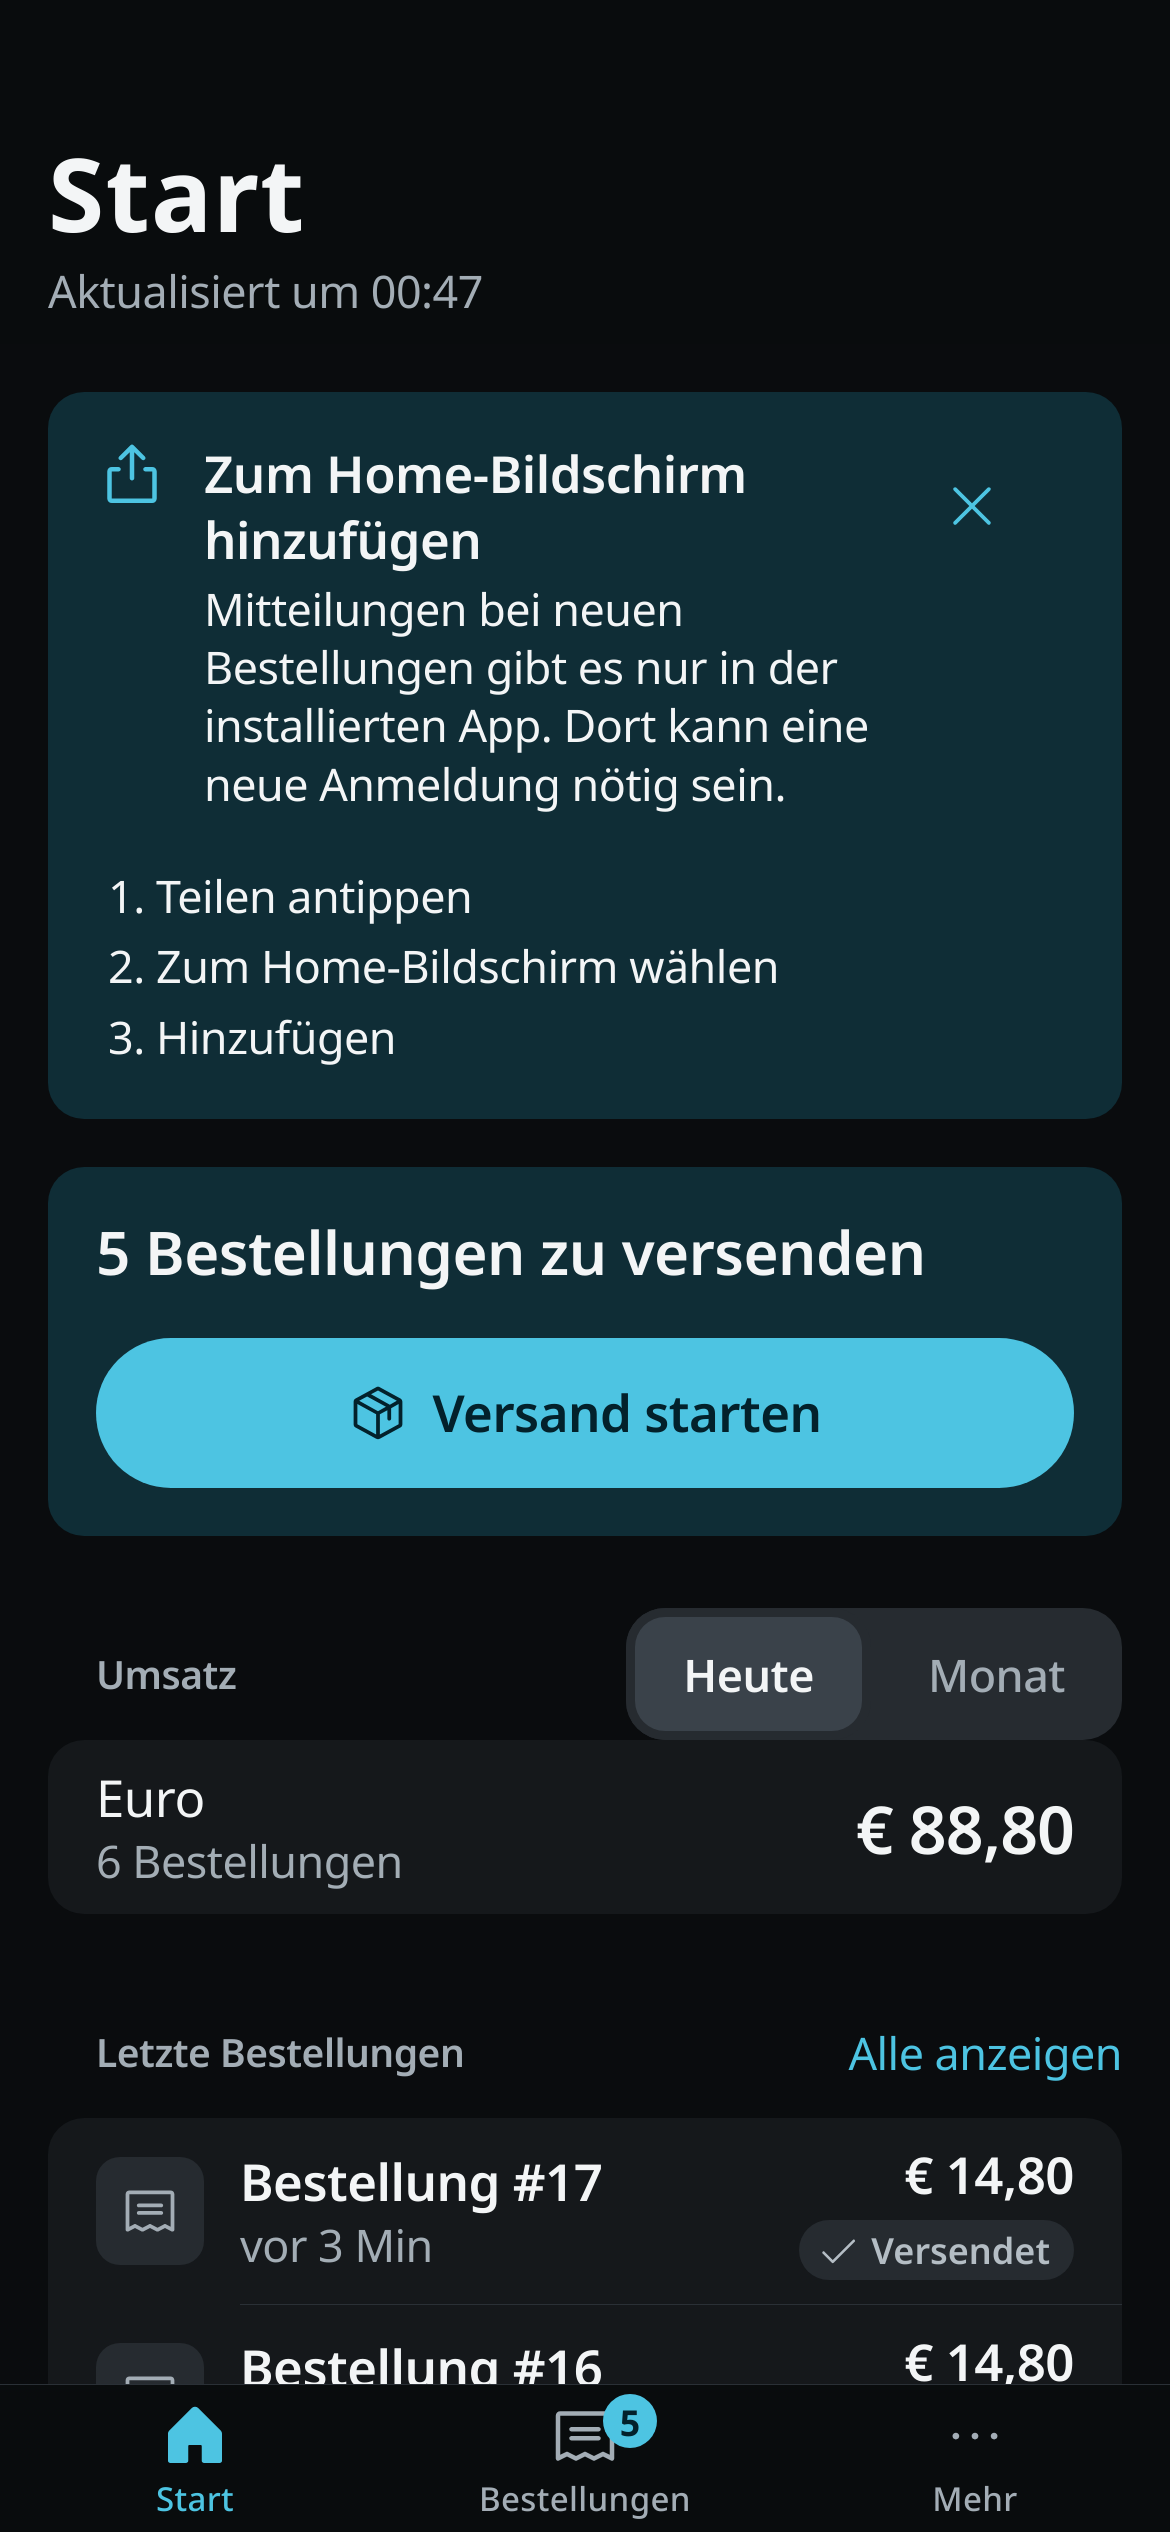 Start
Aktualisiert um 00:47
Zum Home-Bildschirm
hinzufügen
Mitteilungen bei neuen
Bestellungen gibt es nur in der
installierten App. Dort kann eine
neue Anmeldung nötig sein.
1. Teilen antippen
2. Zum Home-Bildschirm wählen
3. Hinzufügen
5 Bestellungen zu versenden
Versand starten
Umsatz
Heute
Monat
Euro
€ 88,80
6 Bestellungen
Letzte Bestellungen
Alle anzeigen
Bestellung #17
€ 14,80
vor 3 Min
Versendet
Bestellung #16
€ 14,80
5
Start
Bestellungen
Mehr